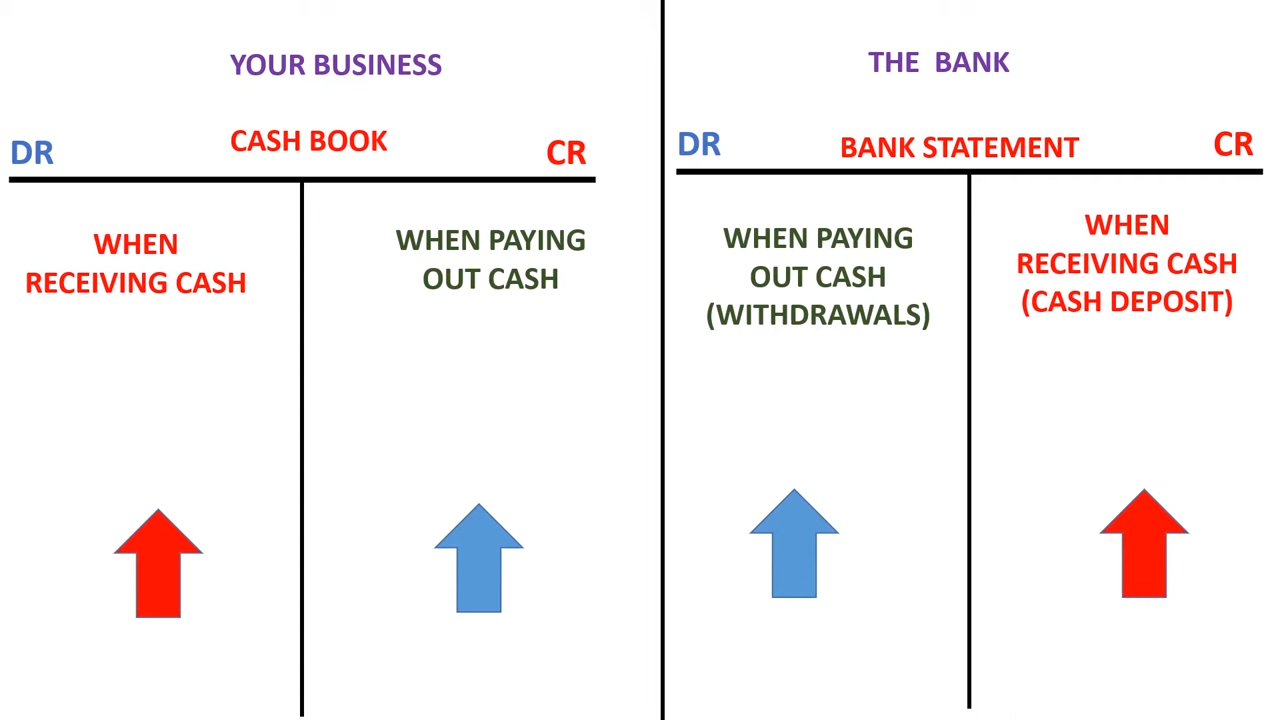 YOUR BUSINESS
CASH BOOK
DR
CR
WHEN
RECEIVING CASH
WHEN PAYING
OUT CASH
THE BANK
DR
BANK STATEMENT
CR
WHEN PAYING
OUT CASH
(WITHDRAWALS)
WHEN
RECEIVING CASH
(CASH DEPOSIT)